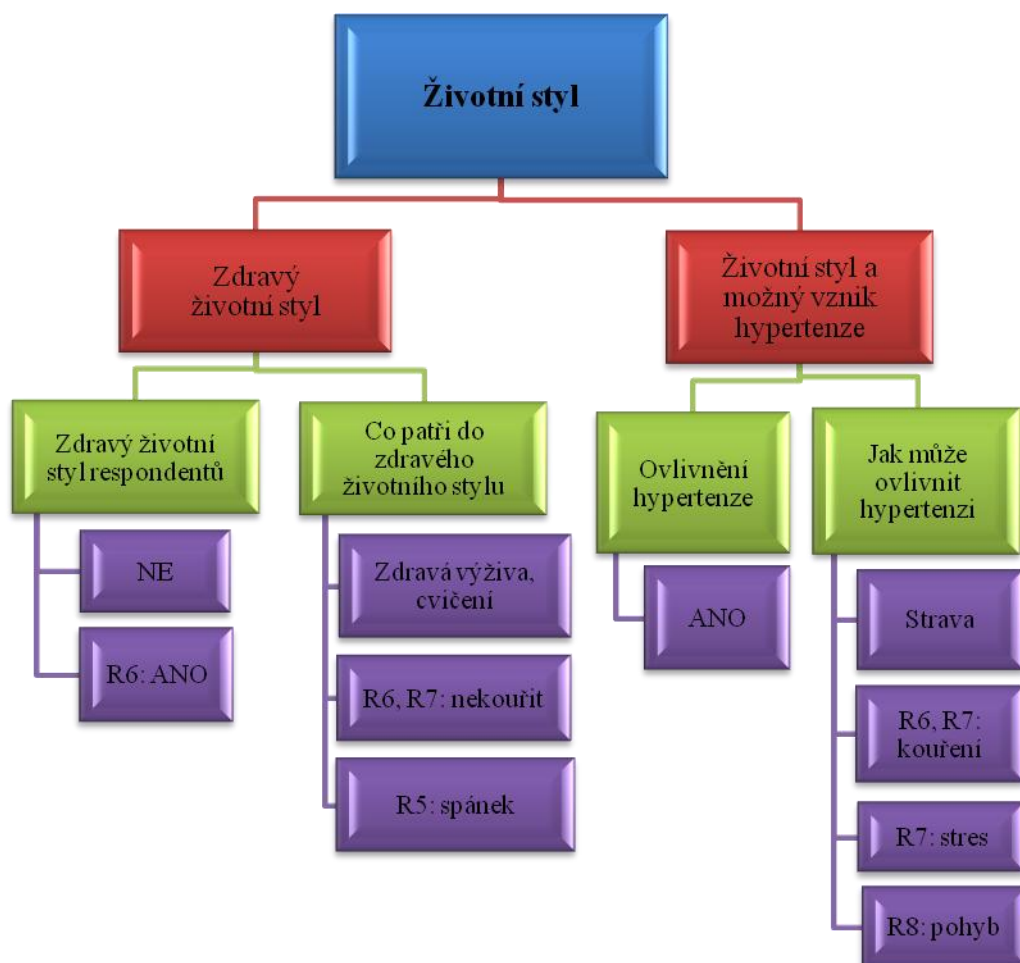 Životní styl
Zdravý
životní styl
Životní styl a
možný vznik
hypertenze
Zdravý životní
styl respondentů
Co patři do
zdravého
životního stylu
Ovlivnění
hypertenze
Jak může
ovlivnit
hypertenzi
NE
R6: ANO
Zdravá výživa,
cvičení
R6, R7: nekouřit
R5: spánek
ANO
Strava
R6, R7:
kouření
R7: stres
R8: pohyb